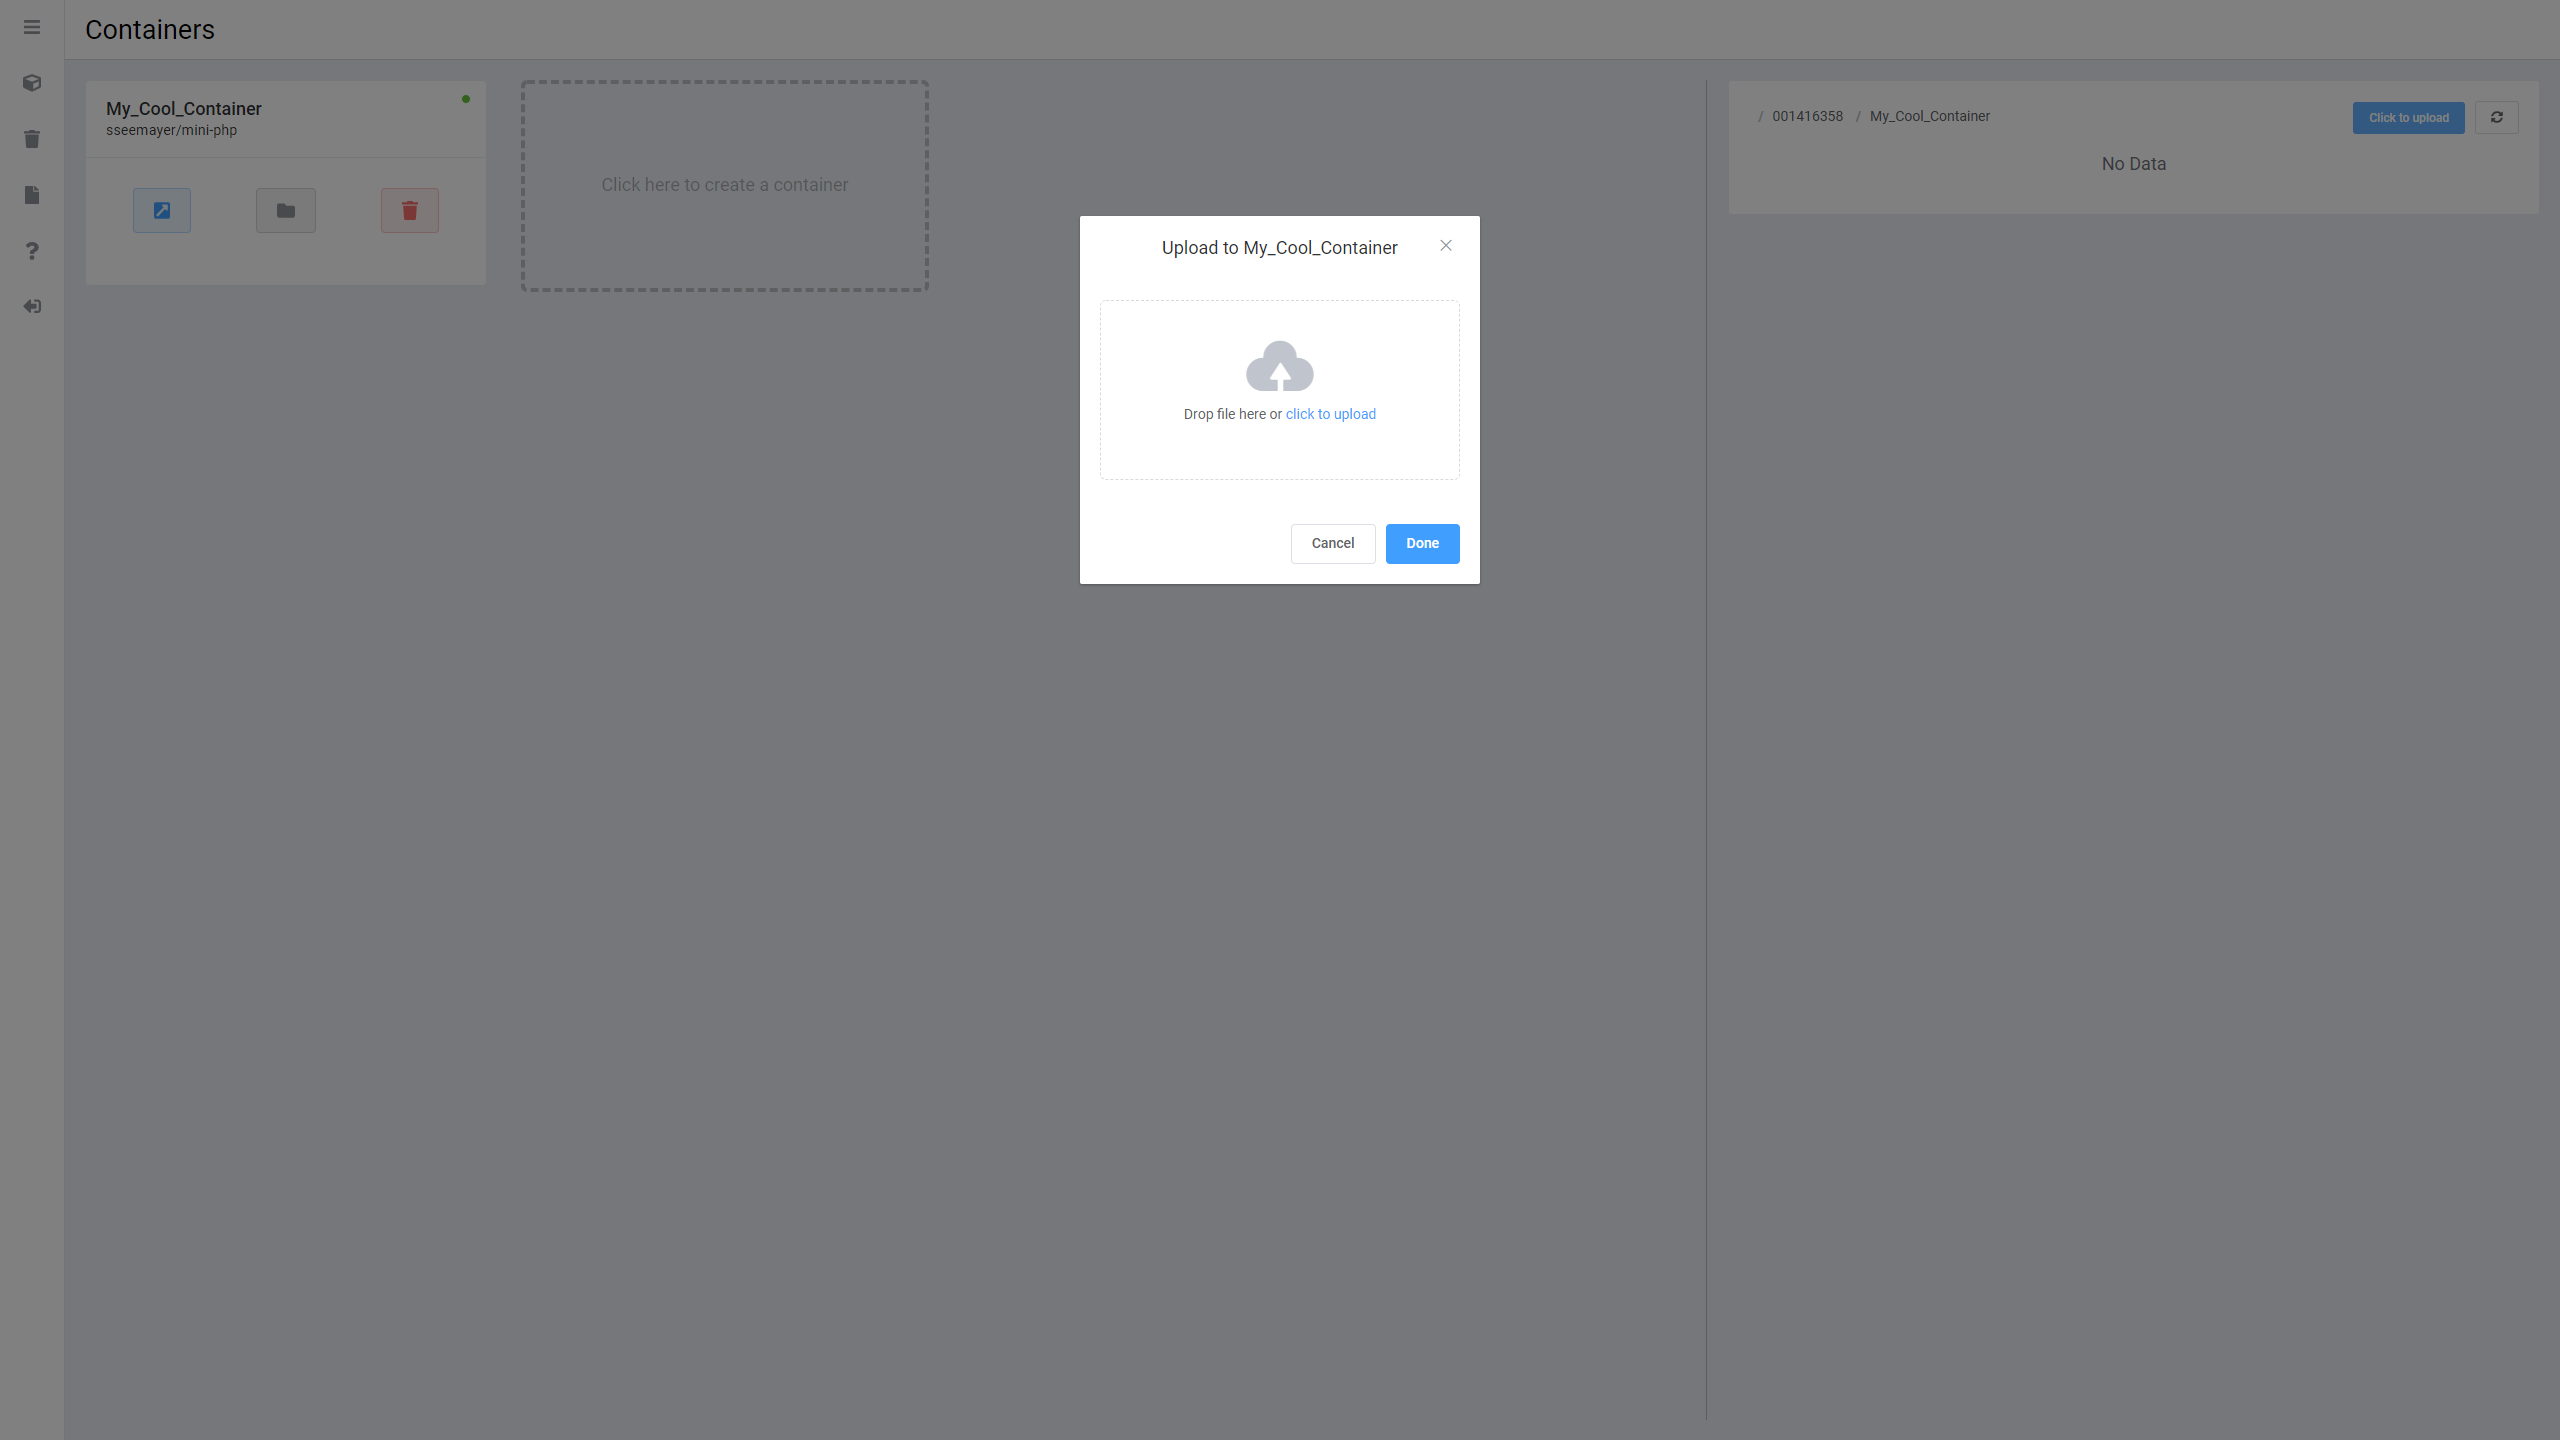 Containers
My_Cool_Container
sseemayer/mini-php
Click here to create a container
/ 001416358 / My_Cool_Container
Click to upload
No Data
Upload to My_Cool_Container
Drop file here or click to upload
Cancel
Done